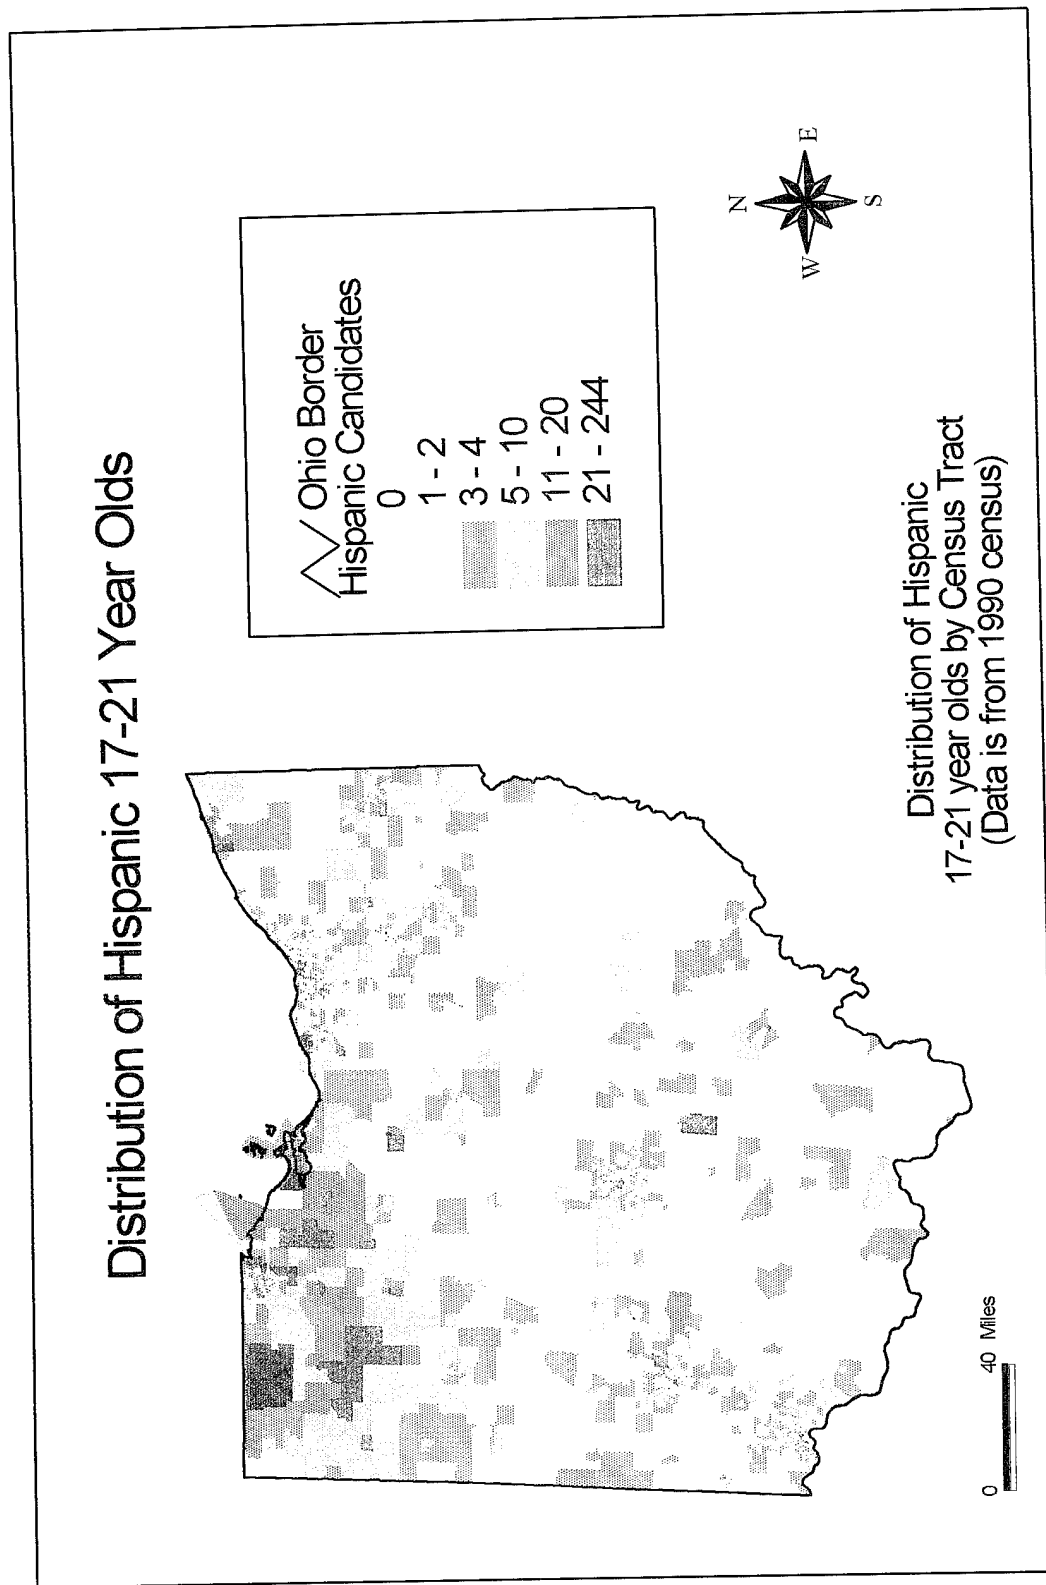 Distribution of Hispanic 17-21 Year Olds
Ohio Border
Hispanic Candidates
0
1 - 2
3 - 4
5 - 10
11 - 20
21 - 244
N
W
E
S
0
40 Miles
Distribution of Hispanic
17-21 year olds by Census Tract
(Data is from 1990 census)